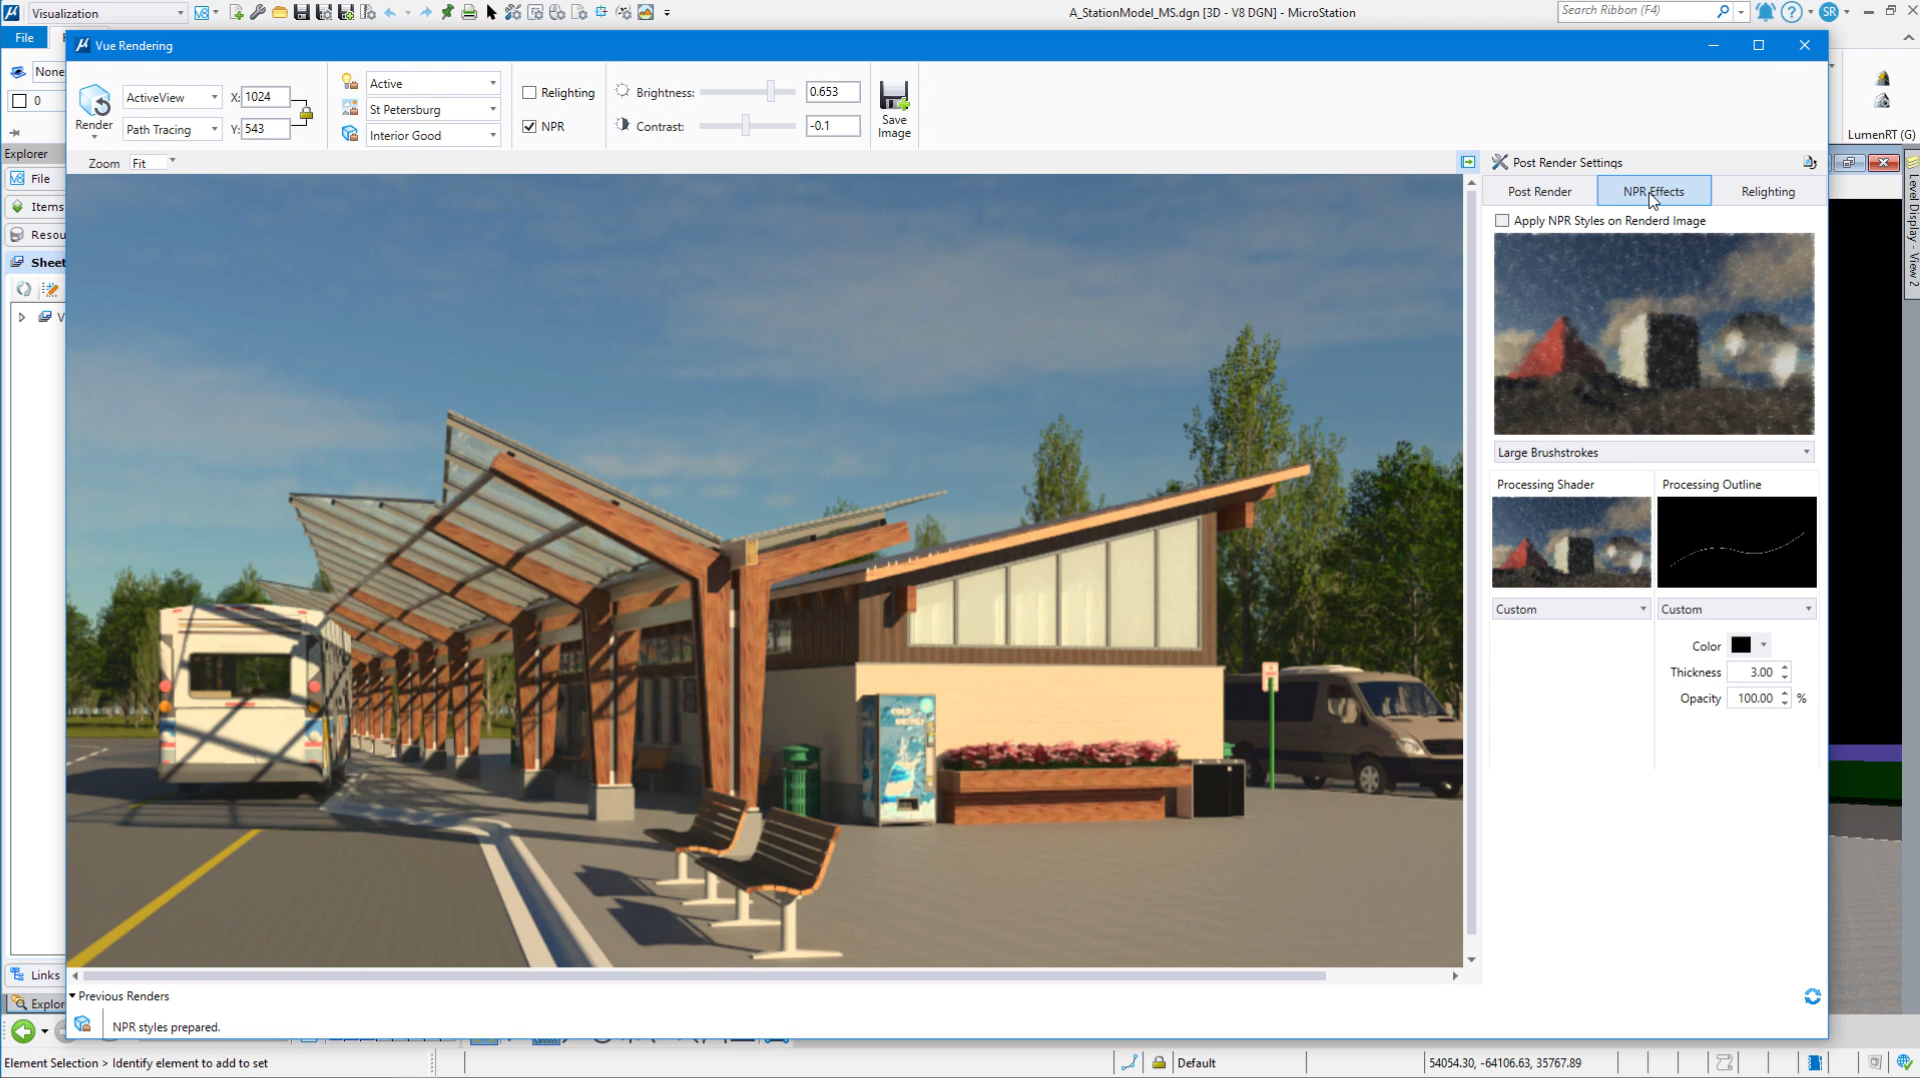 Visualization
A_StationModel_MS.dgn [3D - V8 DGN] - MicroStation
Search Ribbon (F4)
SR
File
Vue Rendering
None
0
Render
ActiveView
Path Tracing
X: 1024
Y: 543
Active
St Petersburg
Interior Good
Relighting
NPR
Brightness: 0.653
Contrast: -0.1
Save
Image
LumenRT (G)
Explorer
Zoom Fit
Post Render Settings
File
Post Render
NPR Effects
Relighting
Items
Apply NPR Styles on Renderd Image
Resou
Sheet
Level Display - View 2
V
Large Brushstrokes
Processing Shader
Processing Outline
Custom
Custom
Color
Thickness 3.00
Opacity 100.00 %
COLD
Links
Previous Renders
Explor
NPR styles prepared.
Element Selection > Identify element to add to set
Default
54054.30, -64106.63, 35767.89